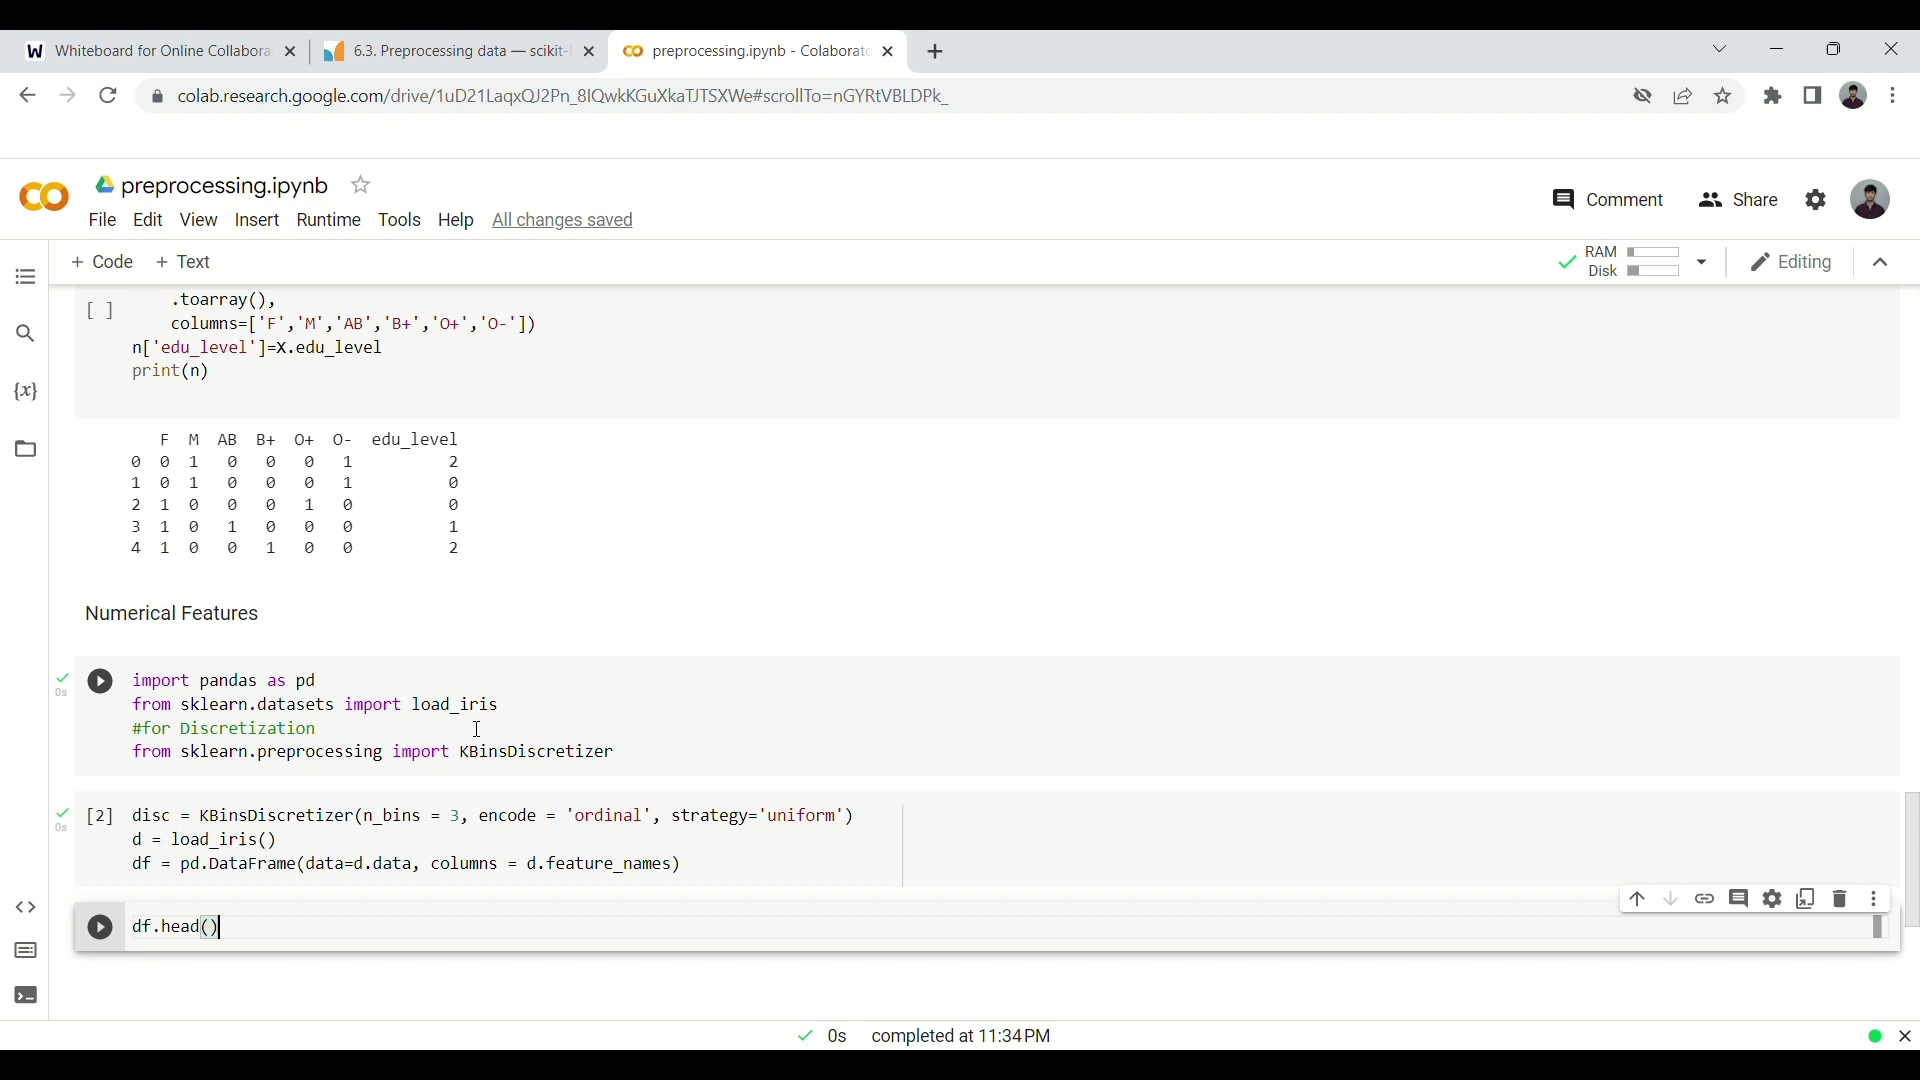 W Whiteboard for Online Collabora
6.3. Preprocessing data — scikit-l
preprocessing.ipynb - Colaborato
colab.research.google.com/drive/1uD21LaqxQJ2Pn_8IQwkKGuXkaTJTSXWe#scrollTo=nGYRtVBLDPk_
preprocessing.ipynb
File Edit View Insert Runtime Tools Help All changes saved
Comment Share
+ Code + Text
RAM
Disk
Editing
[ ] .toarray(),
columns=['F','M','AB','B+','O+','O-'])
n['edu_level']=X.edu_level
print(n)
F M AB B+ O+ O- edu_level
0 0 1 0 0 0 1 2
1 0 1 0 0 0 1 0
2 1 0 0 0 1 0 0
3 1 0 1 0 0 0 1
4 1 0 0 1 0 0 2
Numerical Features
import pandas as pd
0s
from sklearn.datasets import load_iris
#for Discretization
from sklearn.preprocessing import KBinsDiscretizer
[2] disc = KBinsDiscretizer(n_bins = 3, encode = 'ordinal', strategy='uniform')
0s
d = load_iris()
df = pd.DataFrame(data=d.data, columns = d.feature_names)
df.head()
0s completed at 11:34 PM